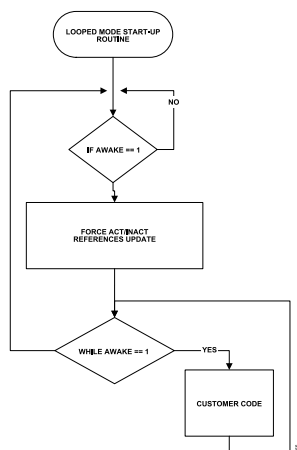 LOOPED MODE START-UP
ROUTINE
NO
IF AWAKE == 1
FORCE ACT/INACT
REFERENCES UPDATE
WHILE AWAKE == 1
YES
CUSTOMER CODE